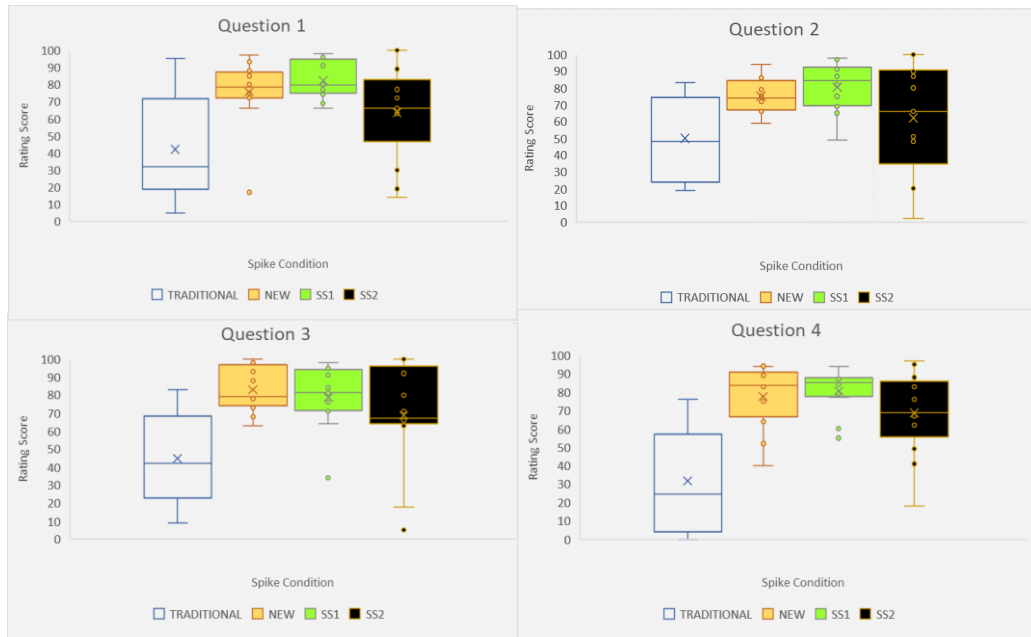 Question 1
100
90
80
70
60
50
40
30
20
10
0
Rating Score
Spike Condition
TRADITIONAL NEW SS1 SS2
Question 2
100
90
80
70
60
50
40
30
20
10
0
Rating Score
Spike Condition
TRADITIONAL NEW SS1 SS2
Question 3
100
90
80
70
60
50
40
30
20
10
0
Rating Score
Spike Condition
TRADITIONAL NEW SS1 SS2
Question 4
100
90
80
70
60
50
40
30
20
10
0
Rating Score
Spike Condition
TRADITIONAL NEW SS1 SS2